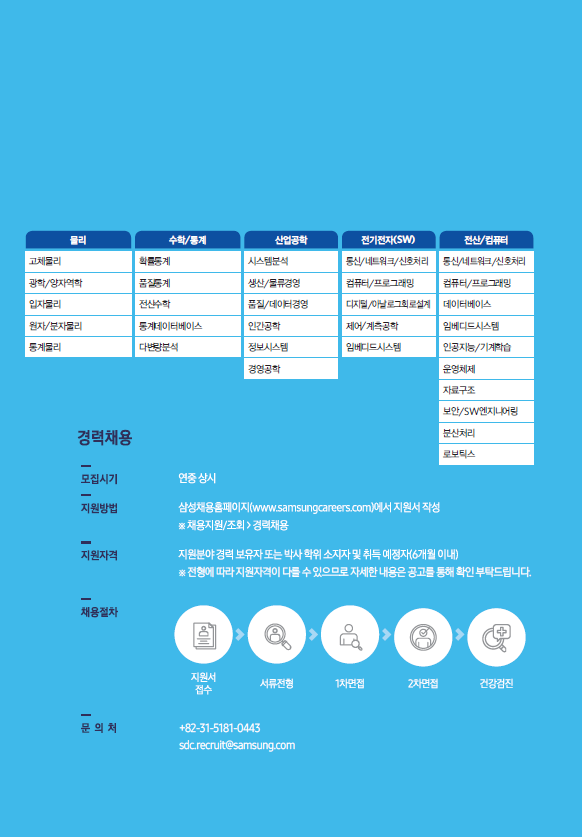 물리 수학/통계 산업공학 전기전자(SW) 전산/컴퓨터
고체물리 확률통계 시스템분석 통신/네트워크/신호처리 통신/네트워크/신호처리
광학/양자역학 품질통계 생산/물류경영 컴퓨터/프로그래밍 컴퓨터/프로그래밍
입자물리 전산수학 품질/데이터경영 디지털/아날로그회로설계 데이터베이스
원자/분자물리 통계데이터베이스 인간공학 제어/계측공학 임베디드시스템
통계물리 다변량분석 정보시스템 임베디드시스템 인공지능/기계학습
경영공학 운영체제
자료구조
보안/SW엔지니어링
분산처리
로보틱스
경력채용
모집시기 연중 상시
지원방법 삼성채용홈페이지(www.samsungcareers.com)에서 지원서 작성
※ 채용지원/조회 > 경력채용
지원자격 지원분야 경력 보유자 또는 박사 학위 소지자 및 취득 예정자(6개월 이내)
※ 전형에 따라 지원자격이 다를 수 있으므로 자세한 내용은 공고를 통해 확인 부탁드립니다.
채용절차
지원서 접수
서류전형
1차면접
2차면접
건강검진
문 의 처 +82-31-5181-0443
sdc.recruit@samsung.com